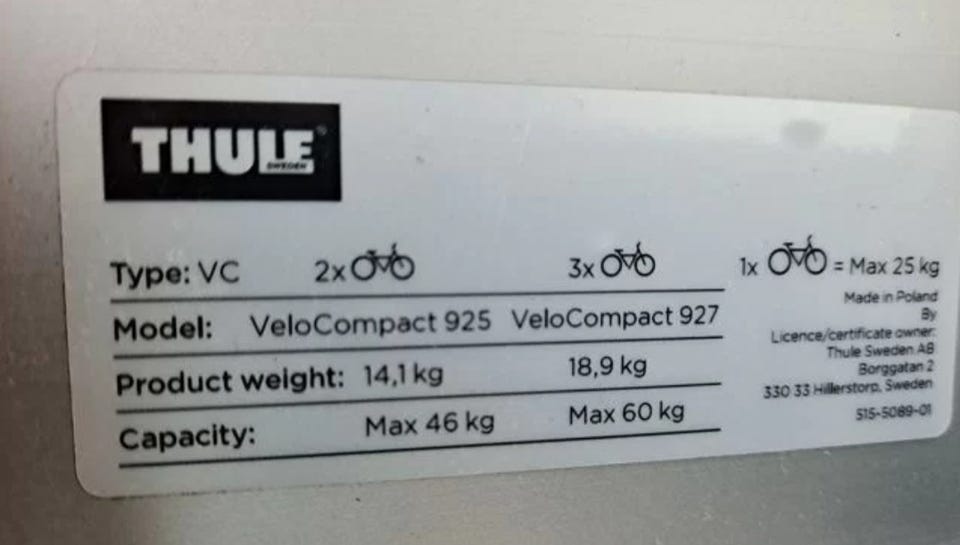 THULE
SWEDEN
Type: VC 2x 3x 1x = Max 25 kg
Model: VeloCompact 925 VeloCompact 927
Product weight: 14,1 kg 18,9 kg
Capacity: Max 46 kg Max 60 kg
Made in Poland
By
Licence/certificate owner:
Thule Sweden AB
Borggatan 2
330 33 Hillerstorp, Sweden
515-5089-01